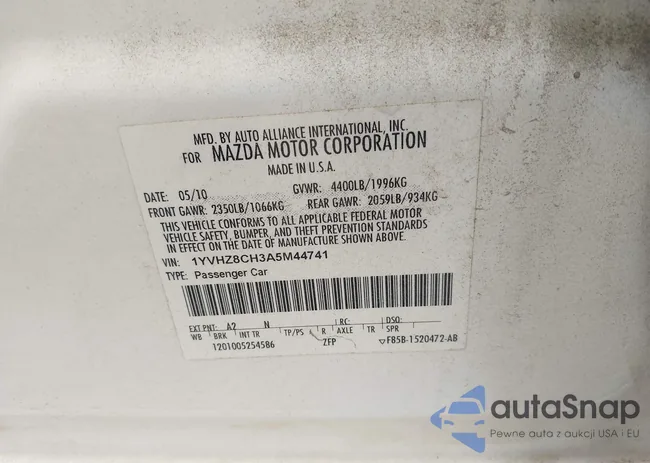 MFD. BY AUTO ALLIANCE INTERNATIONAL, INC.
FOR MAZDA MOTOR CORPORATION
MADE IN U.S.A.
DATE: 05/10 GVWR: 4400LB/1996KG
FRONT GAWR: 2350LB/1066KG REAR GAWR: 2059LB/934KG
THIS VEHICLE CONFORMS TO ALL APPLICABLE FEDERAL MOTOR
VEHICLE SAFETY, BUMPER, AND THEFT PREVENTION STANDARDS
IN EFFECT ON THE DATE OF MANUFACTURE SHOWN ABOVE.
VIN: 1YVHZ8CH3A5M44741
TYPE: Passenger Car
EXT PNT: A2 N RC: DSO:
WB BRK INT TR TP/PS R AXLE TR SPR
1201005254586 ZFP F85B-1520472-AB
autaSnap
Pewne auta z aukcji USA i EU